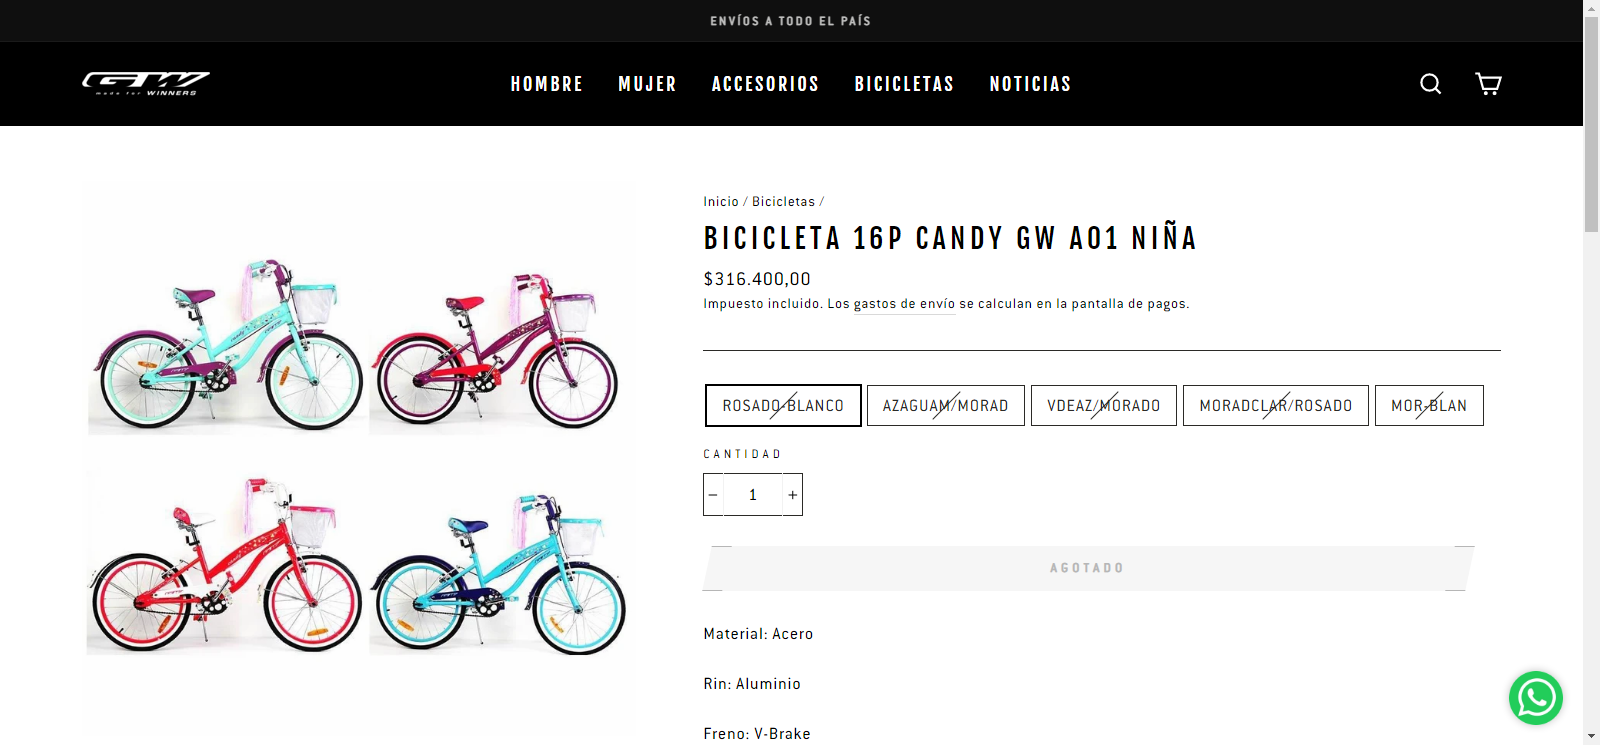 ENVÍOS A TODO EL PAÍS
GW
made for WINNERS
HOMBRE MUJER ACCESORIOS BICICLETAS NOTICIAS
Inicio / Bicicletas /
BICICLETA 16P CANDY GW A01 NIÑA
$316.400,00
Impuesto incluido. Los gastos de envío se calculan en la pantalla de pagos.
ROSADO-BLANCO AZAGUAM/MORAD VDEAZ/MORADO MORADCLAR/ROSADO MOR-BLAN
CANTIDAD
− 1 +
AGOTADO
Material: Acero
Rin: Aluminio
Freno: V-Brake